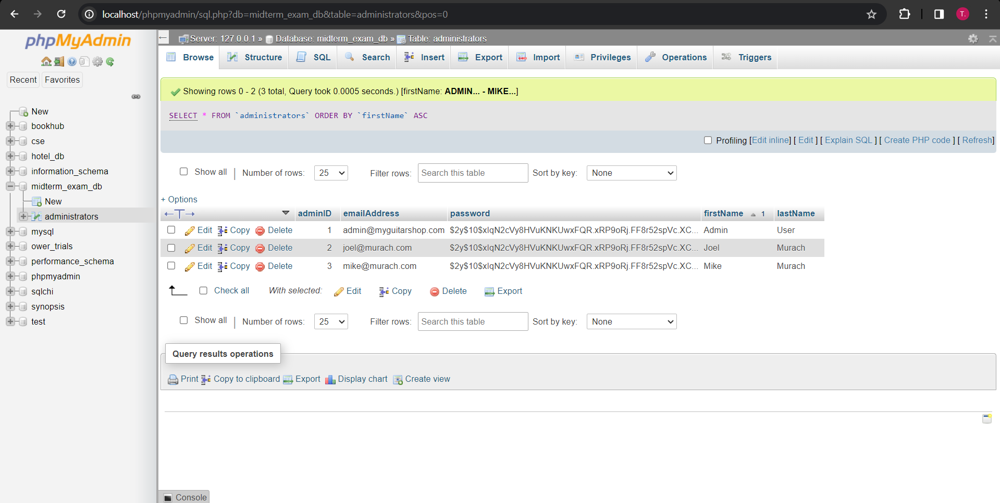 localhost/phpmyadmin/sql.php?db=midterm_exam_db&table=administrators&pos=0
T.
phpMyAdmin
Recent Favorites
New
bookhub
cse
hotel_db
information_schema
midterm_exam_db
New
administrators
mysql
ower_trials
performance_schema
phpmyadmin
sqlchi
synopsis
test
Server: 127.0.0.1 » Database: midterm_exam_db » Table: administrators
Browse Structure SQL Search Insert Export Import Privileges Operations Triggers
Showing rows 0 - 2 (3 total, Query took 0.0005 seconds.) [firstName: ADMIN... - MIKE...]
SELECT * FROM `administrators` ORDER BY `firstName` ASC
Profiling [Edit inline] [ Edit ] [ Explain SQL ] [ Create PHP code ] [ Refresh]
Show all | Number of rows: 25 Filter rows: Search this table Sort by key: None
+ Options
←T→ adminID emailAddress password firstName 1 lastName
Edit Copy Delete 1 admin@myguitarshop.com $2y$10$xIqN2cVy8HVuKNKUwxFQR.xRP9oRj.FF8r52spVc.XC... Admin User
Edit Copy Delete 2 joel@murach.com $2y$10$xIqN2cVy8HVuKNKUwxFQR.xRP9oRj.FF8r52spVc.XC... Joel Murach
Edit Copy Delete 3 mike@murach.com $2y$10$xIqN2cVy8HVuKNKUwxFQR.xRP9oRj.FF8r52spVc.XC... Mike Murach
Check all With selected: Edit Copy Delete Export
Show all | Number of rows: 25 Filter rows: Search this table Sort by key: None
Query results operations
Print Copy to clipboard Export Display chart Create view
Console